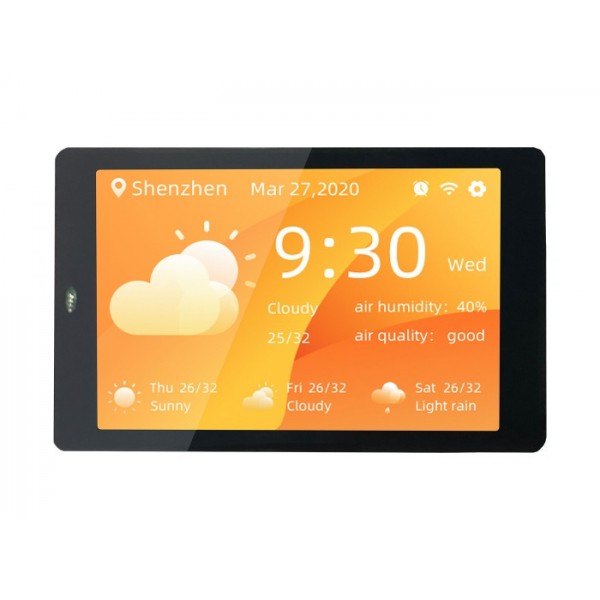 Shenzhen Mar 27,2020
9:30 Wed
Cloudy air humidity: 40%
25/32 air quality: good
Thu 26/32 Fri 26/32 Sat 26/32
Sunny Cloudy Light rain